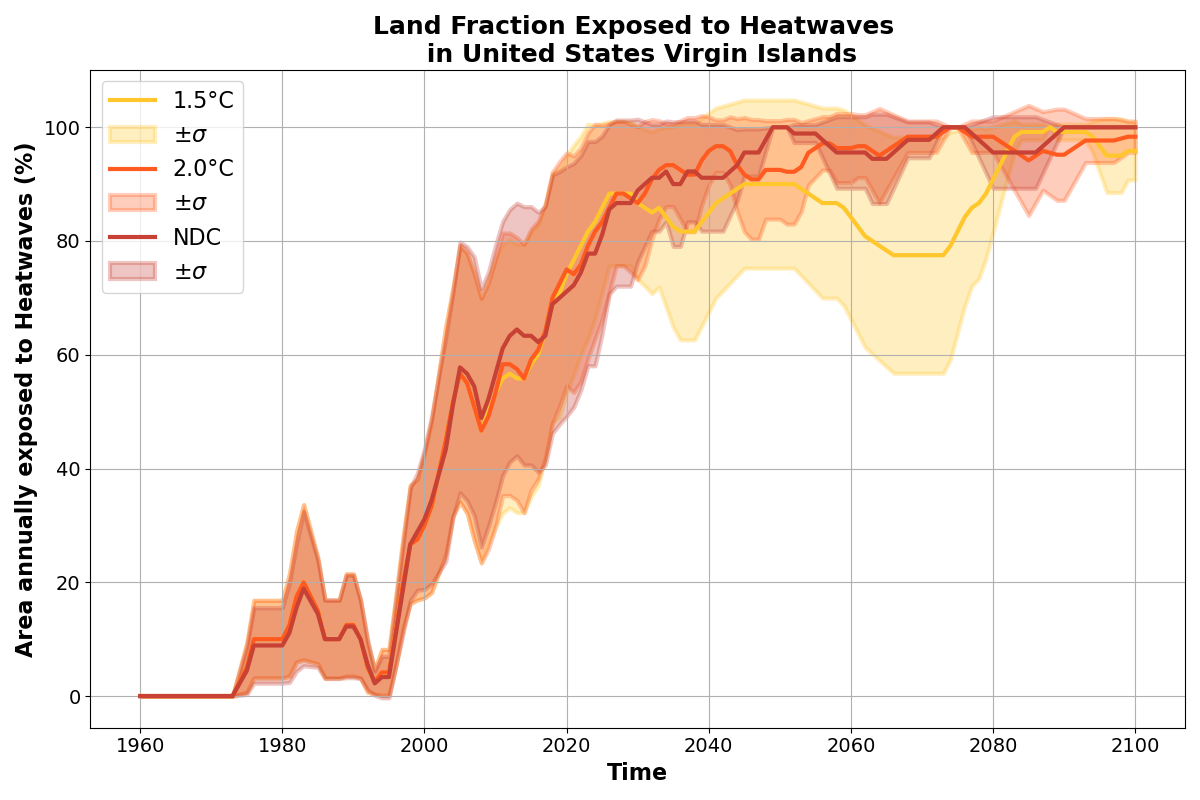 Land Fraction Exposed to Heatwaves
in United States Virgin Islands
Area annually exposed to Heatwaves (%)
100
80
60
40
20
0
1.5°C
±σ
2.0°C
±σ
NDC
±σ
1960
1980
2000
2020
2040
2060
2080
2100
Time